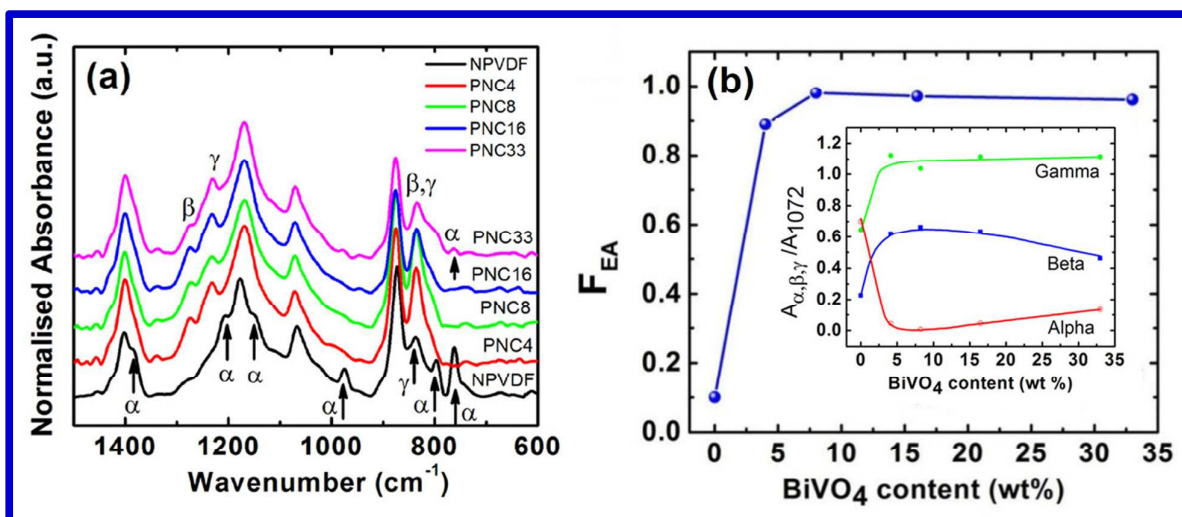 (a)
NPVDF
PNC4
PNC8
PNC16
PNC33
β
γ
β,γ
α
PNC33
PNC16
PNC8
PNC4
NPVDF
α
α
α
α
γ
α
α
1400
1200
1000
800
600
Wavenumber (cm-1)
Normalised Absorbance (a.u.)
(b)
1.0
0.8
0.6
0.4
0.2
0.0
FEA
0
5
10
15
20
25
30
35
BiVO4 content (wt%)
1.2
1.0
0.8
0.6
0.4
0.2
0.0
Aα,β,γ/A1072
Gamma
Beta
Alpha
0
5
10
15
20
25
30
35
BiVO4 content (wt %)